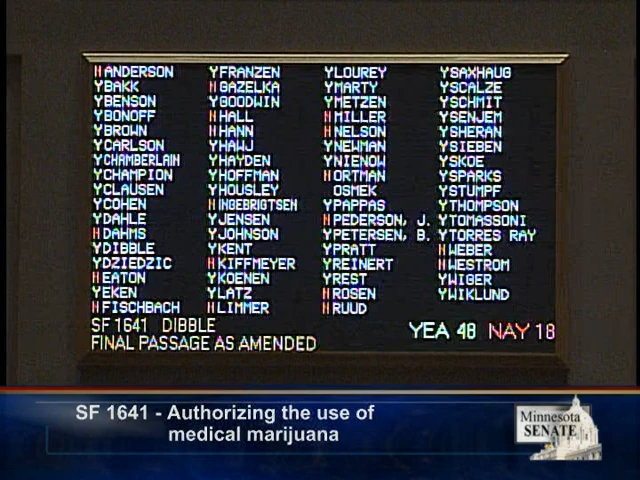 N ANDERSON Y FRANZEN Y LOUREY Y SAXHAUG
Y BAKK N GAZELKA Y MARTY Y SCALZE
Y BENSON Y GOODWIN Y METZEN Y SCHMIT
Y BONOFF N HALL N MILLER Y SENJEM
Y BROWN N HANN N NELSON Y SHERAN
Y CARLSON Y HAWJ Y NEWMAN Y SIEBEN
Y CHAMBERLAIN Y HAYDEN Y NIENOW Y SKOE
Y CHAMPION Y HOFFMAN N ORTMAN Y SPARKS
Y CLAUSEN Y HOUSLEY OSMEK Y STUMPF
Y COHEN N INGEBRIGTSEN Y PAPPAS Y THOMPSON
Y DAHLE Y JENSEN N PEDERSON, J. Y TOMASSONI
N DAHMS Y JOHNSON Y PETERSEN, B. Y TORRES RAY
Y DIBBLE Y KENT Y PRATT N WEBER
Y DZIEDZIC N KIFFMEYER Y REINERT N WESTROM
N EATON Y KOENEN Y REST Y WIGER
Y EKEN Y LATZ N ROSEN Y WIKLUND
N FISCHBACH N LIMMER N RUUD
SF 1641 DIBBLE YEA 48 NAY 18
FINAL PASSAGE AS AMENDED
SF 1641 - Authorizing the use of
medical marijuana
Minnesota
SENATE